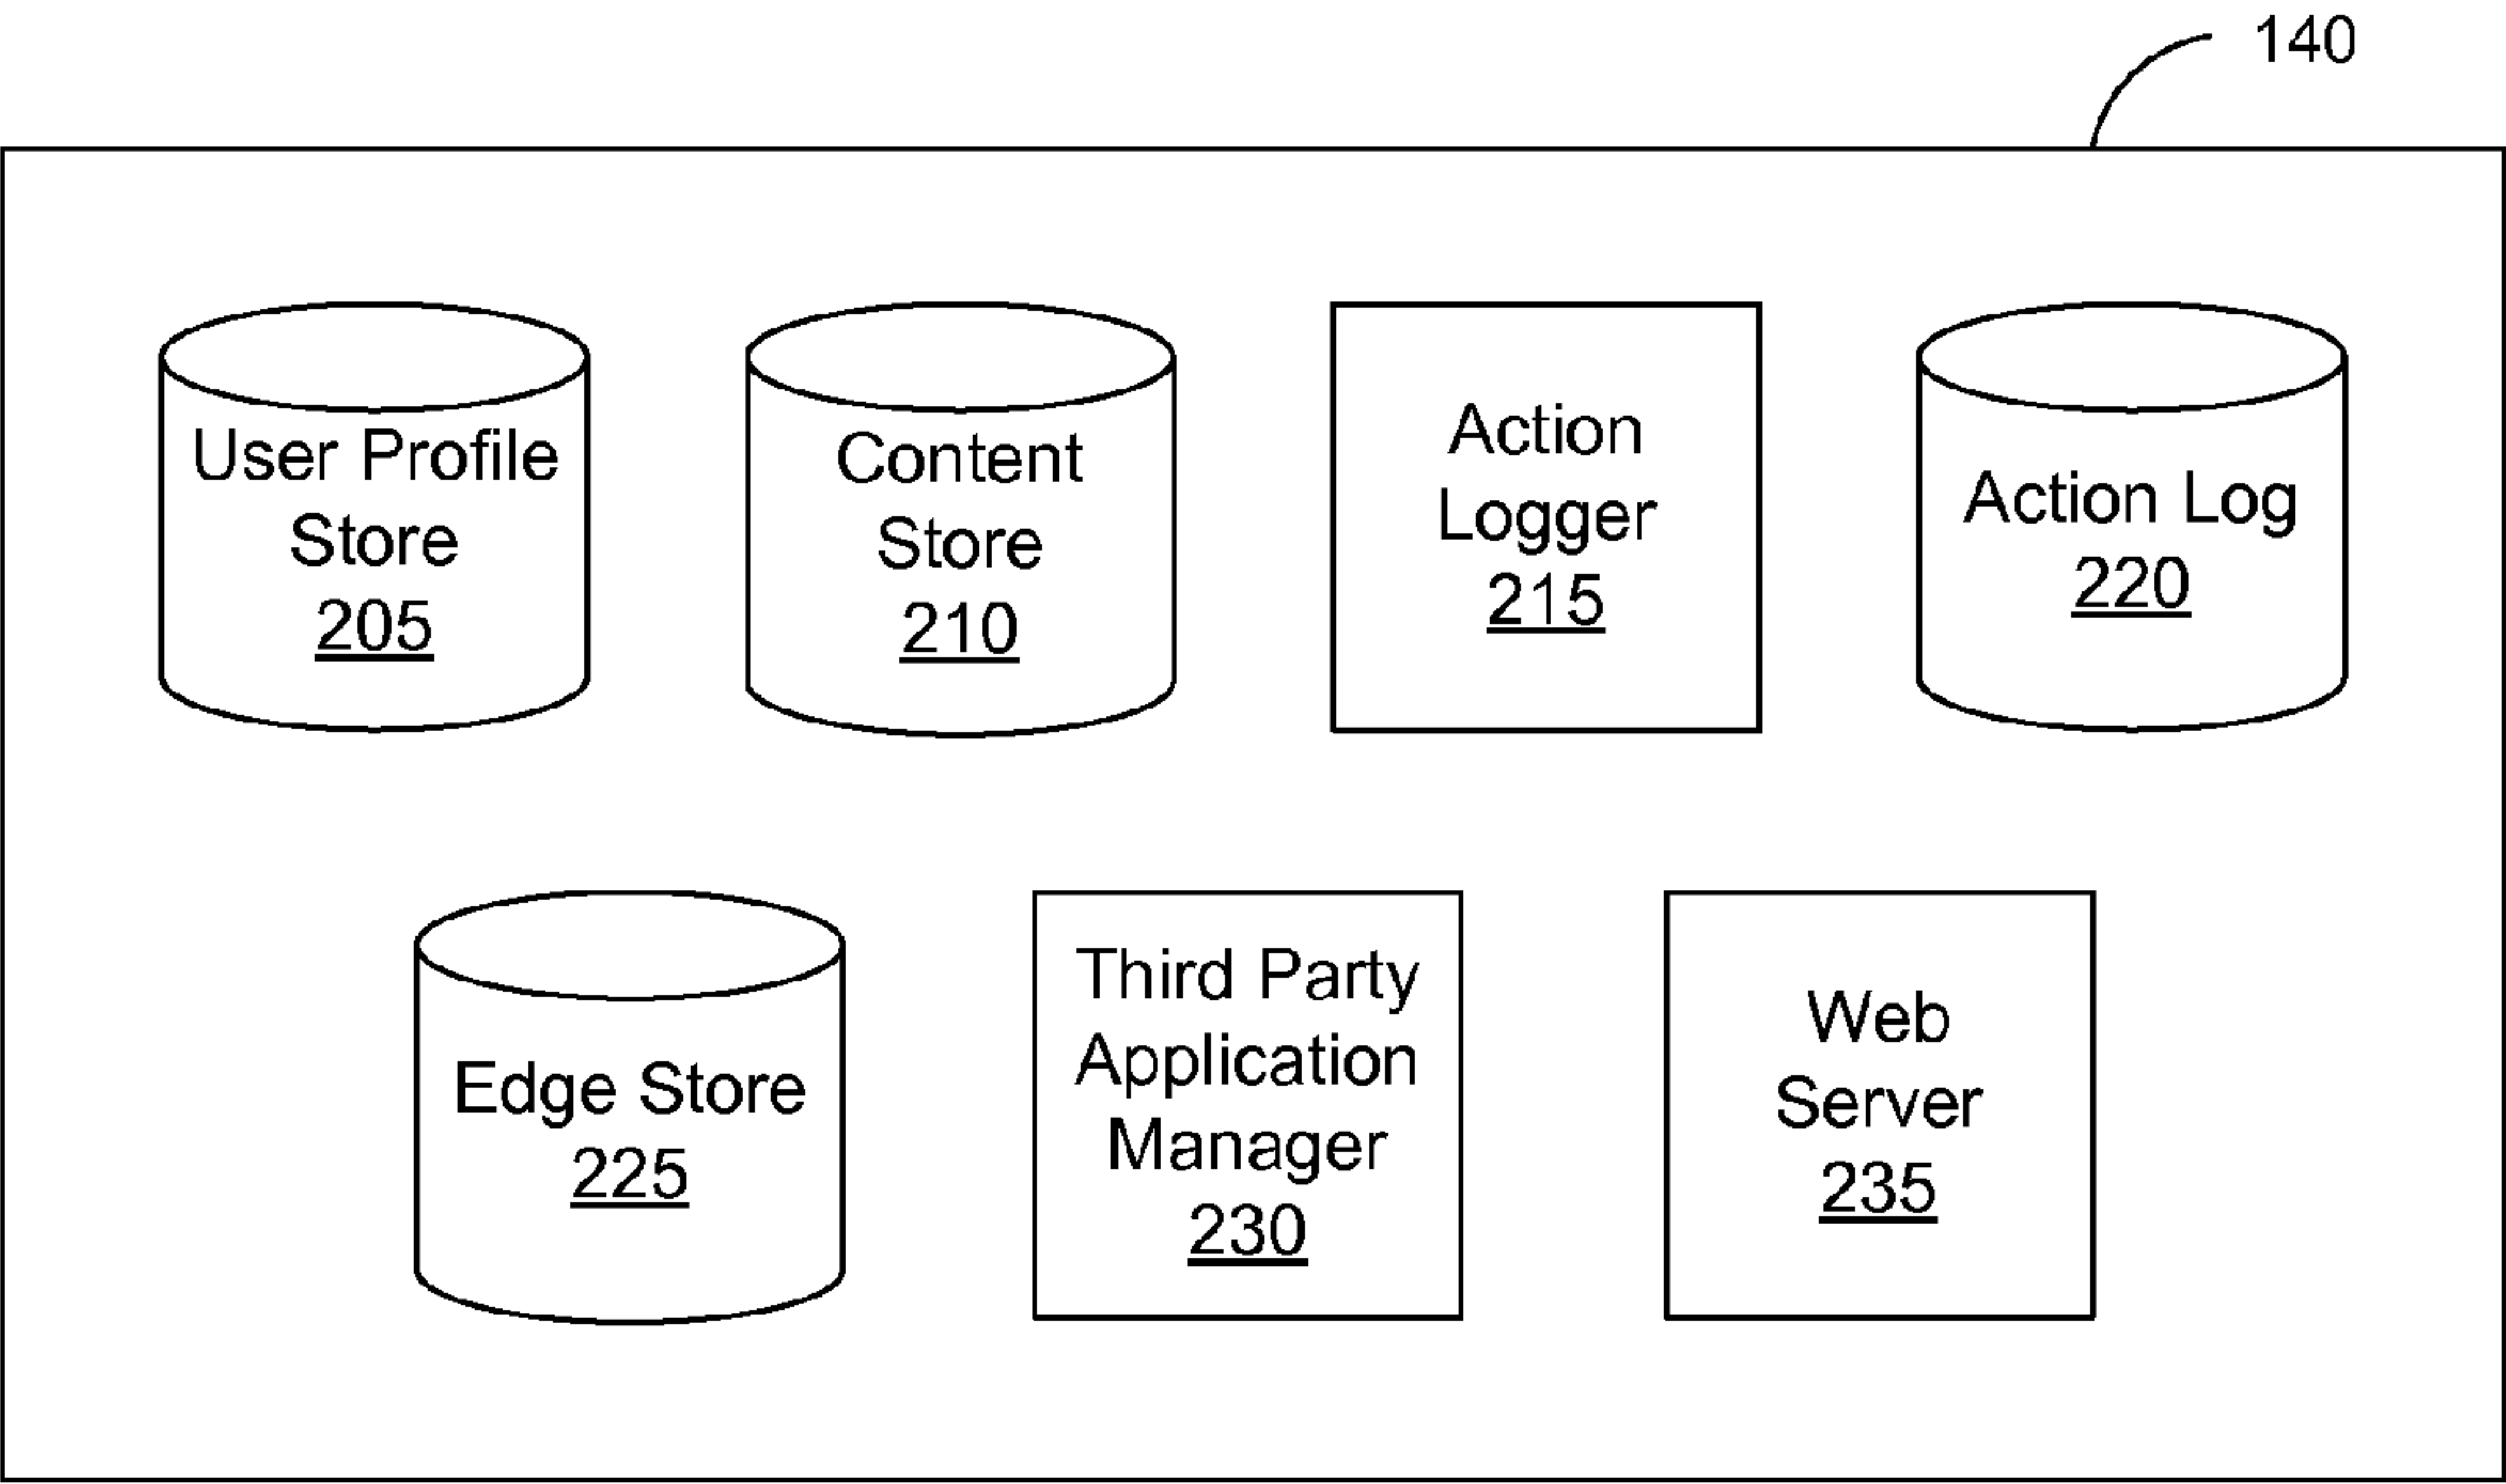 140
User Profile
Store
205
Content
Store
210
Action
Logger
215
Action Log
220
Edge Store
225
Third Party
Application
Manager
230
Web
Server
235